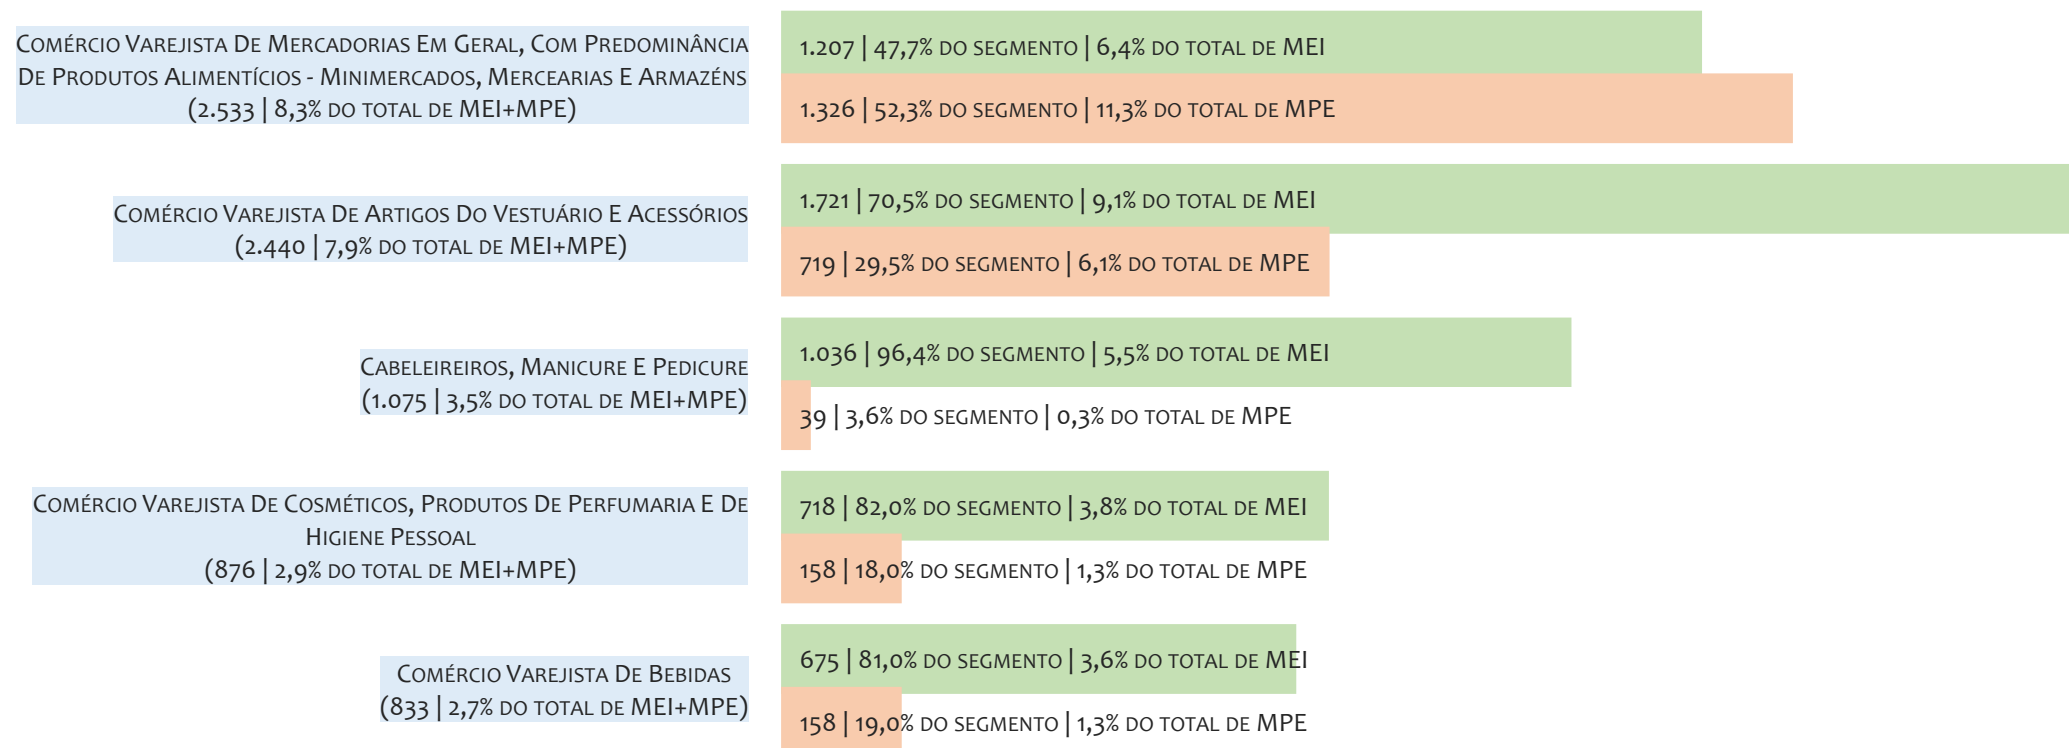 Comércio Varejista De Mercadorias Em Geral, Com Predominância
De Produtos Alimentícios - Minimercados, Mercearias E Armazéns
(2.533 | 8,3% do total de MEI+MPE)
1.207 | 47,7% do segmento | 6,4% do total de MEI
1.326 | 52,3% do segmento | 11,3% do total de MPE
Comércio Varejista De Artigos Do Vestuário E Acessórios
(2.440 | 7,9% do total de MEI+MPE)
1.721 | 70,5% do segmento | 9,1% do total de MEI
719 | 29,5% do segmento | 6,1% do total de MPE
Cabeleireiros, Manicure E Pedicure
(1.075 | 3,5% do total de MEI+MPE)
1.036 | 96,4% do segmento | 5,5% do total de MEI
39 | 3,6% do segmento | 0,3% do total de MPE
Comércio Varejista De Cosméticos, Produtos De Perfumaria E De
Higiene Pessoal
(876 | 2,9% do total de MEI+MPE)
718 | 82,0% do segmento | 3,8% do total de MEI
158 | 18,0% do segmento | 1,3% do total de MPE
Comércio Varejista De Bebidas
(833 | 2,7% do total de MEI+MPE)
675 | 81,0% do segmento | 3,6% do total de MEI
158 | 19,0% do segmento | 1,3% do total de MPE